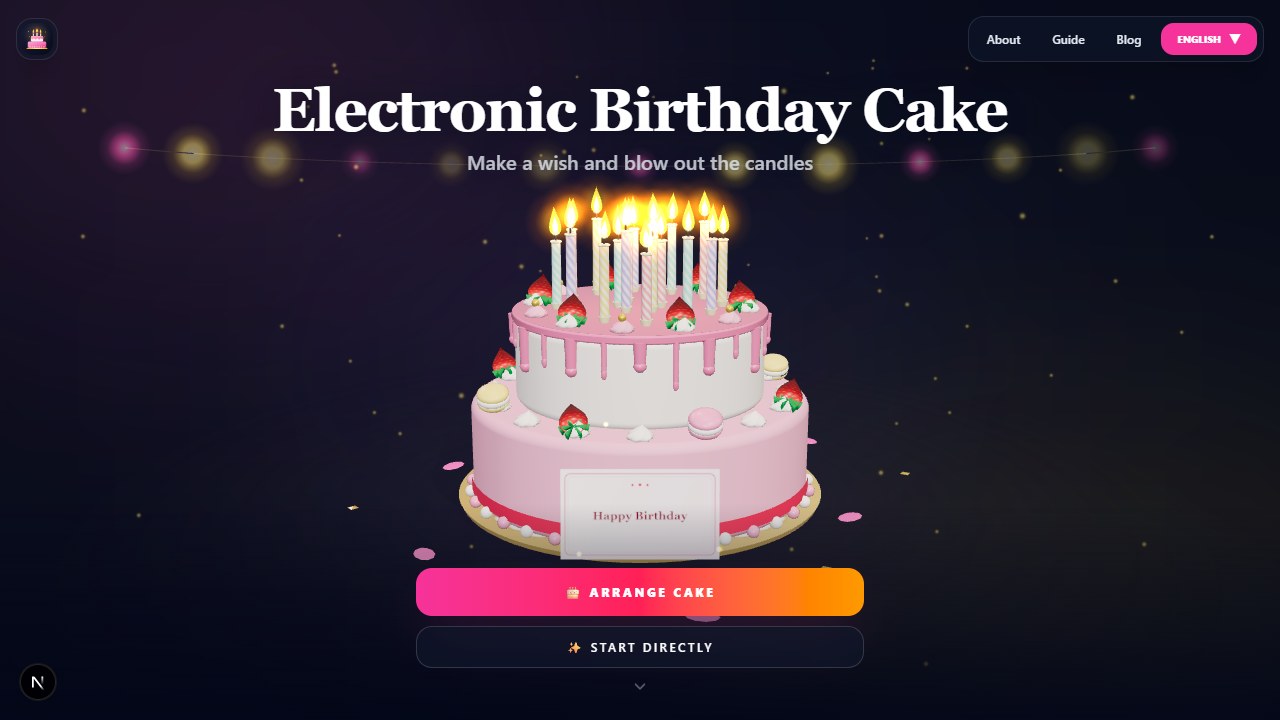 About
Guide
Blog
ENGLISH ▼
Electronic Birthday Cake
Make a wish and blow out the candles
Happy Birthday
🎂 ARRANGE CAKE
✨ START DIRECTLY
N